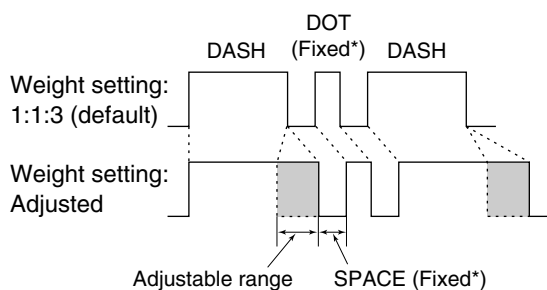 DOT
(Fixed*)
DASH
DASH
Weight setting:
1:1:3 (default)
Weight setting:
Adjusted
Adjustable range
SPACE (Fixed*)